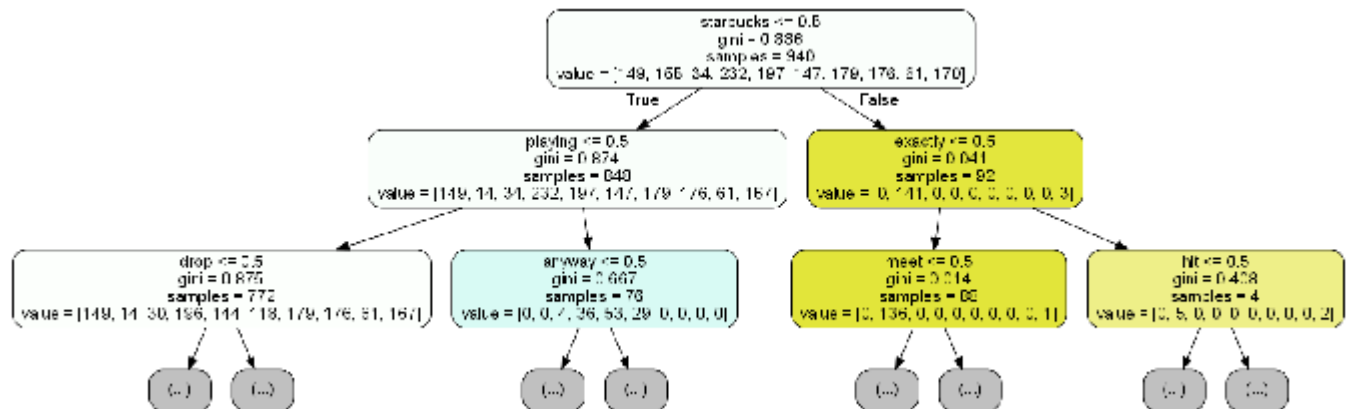 starbucks <= 0.5
gini = 0.886
samples = 940
value = [149, 155, 34, 232, 197, 147, 179, 176, 61, 170]
True
False
playing <= 0.5
gini = 0.874
samples = 848
value = [149, 14, 34, 232, 197, 147, 179, 176, 61, 167]
exactly <= 0.5
gini = 0.041
samples = 92
value = [0, 141, 0, 0, 0, 0, 0, 0, 0, 3]
drop <= 0.5
gini = 0.875
samples = 772
value = [149, 14, 30, 196, 144, 118, 179, 176, 61, 167]
anyway <= 0.5
gini = 0.667
samples = 76
value = [0, 0, 4, 36, 53, 29, 0, 0, 0, 0]
meet <= 0.5
gini = 0.014
samples = 88
value = [0, 136, 0, 0, 0, 0, 0, 0, 0, 1]
hit <= 0.5
gini = 0.408
samples = 4
value = [0, 5, 0, 0, 0, 0, 0, 0, 0, 2]
(...)
(...)
(...)
(...)
(...)
(...)
(...)
(...)